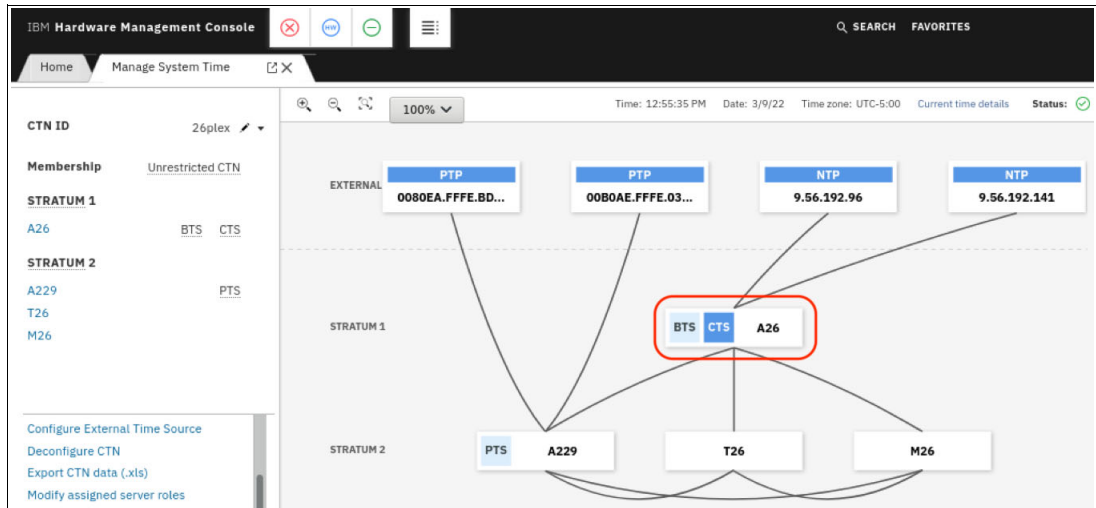 IBM Hardware Management Console
HW
SEARCH FAVORITES
Home
Manage System Time
100%
Time: 12:55:35 PM Date: 3/9/22 Time zone: UTC-5:00 Current time details Status:
CTN ID 26plex
Membership Unrestricted CTN
STRATUM 1
A26 BTS CTS
STRATUM 2
A229 PTS
T26
M26
Configure External Time Source
Deconfigure CTN
Export CTN data (.xls)
Modify assigned server roles
EXTERNAL
PTP
0080EA.FFFE.BD...
PTP
00B0AE.FFFE.03...
NTP
9.56.192.96
NTP
9.56.192.141
STRATUM 1
BTS CTS A26
STRATUM 2
PTS A229
T26
M26